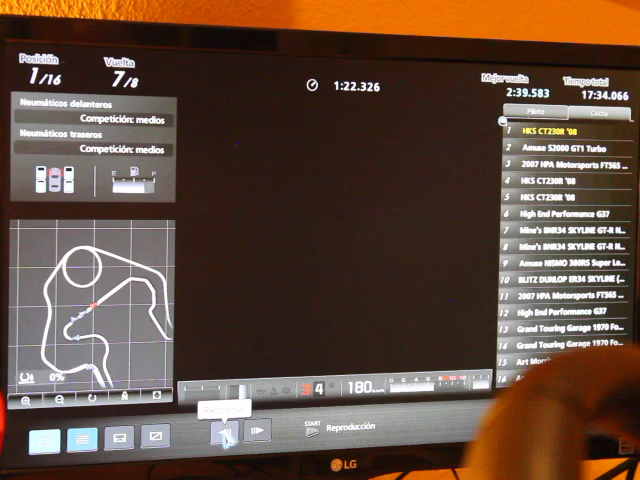 Posición
1/16
Vuelta
7/8
1:22.326
Mejor vuelta
2:39.583
Tiempo total
17:34.066
Neumáticos delanteros
Competición: medios
Neumáticos traseros
Competición: medios
E F
Piloto
Coche
1 HKS CT230R '08
2 Amuse S2000 GT1 Turbo
3 2007 HPA Motorsports FT565 ...
4 HKS CT230R '08
5 HKS CT230R '08
6 High End Performance G37
7 Mine's BNR34 SKYLINE GT-R N...
8 Mine's BNR34 SKYLINE GT-R N...
9 Amuse NISMO 380RS Super Le...
10 BLITZ DUNLOP ER34 SKYLINE (...
11 2007 HPA Motorsports FT565 ...
12 High End Performance G37
13 Grand Touring Garage 1970 Fo...
14 Grand Touring Garage 1970 Fo...
15 Art
16
0%
3 4
180 km/h
START
Reproducción
LG